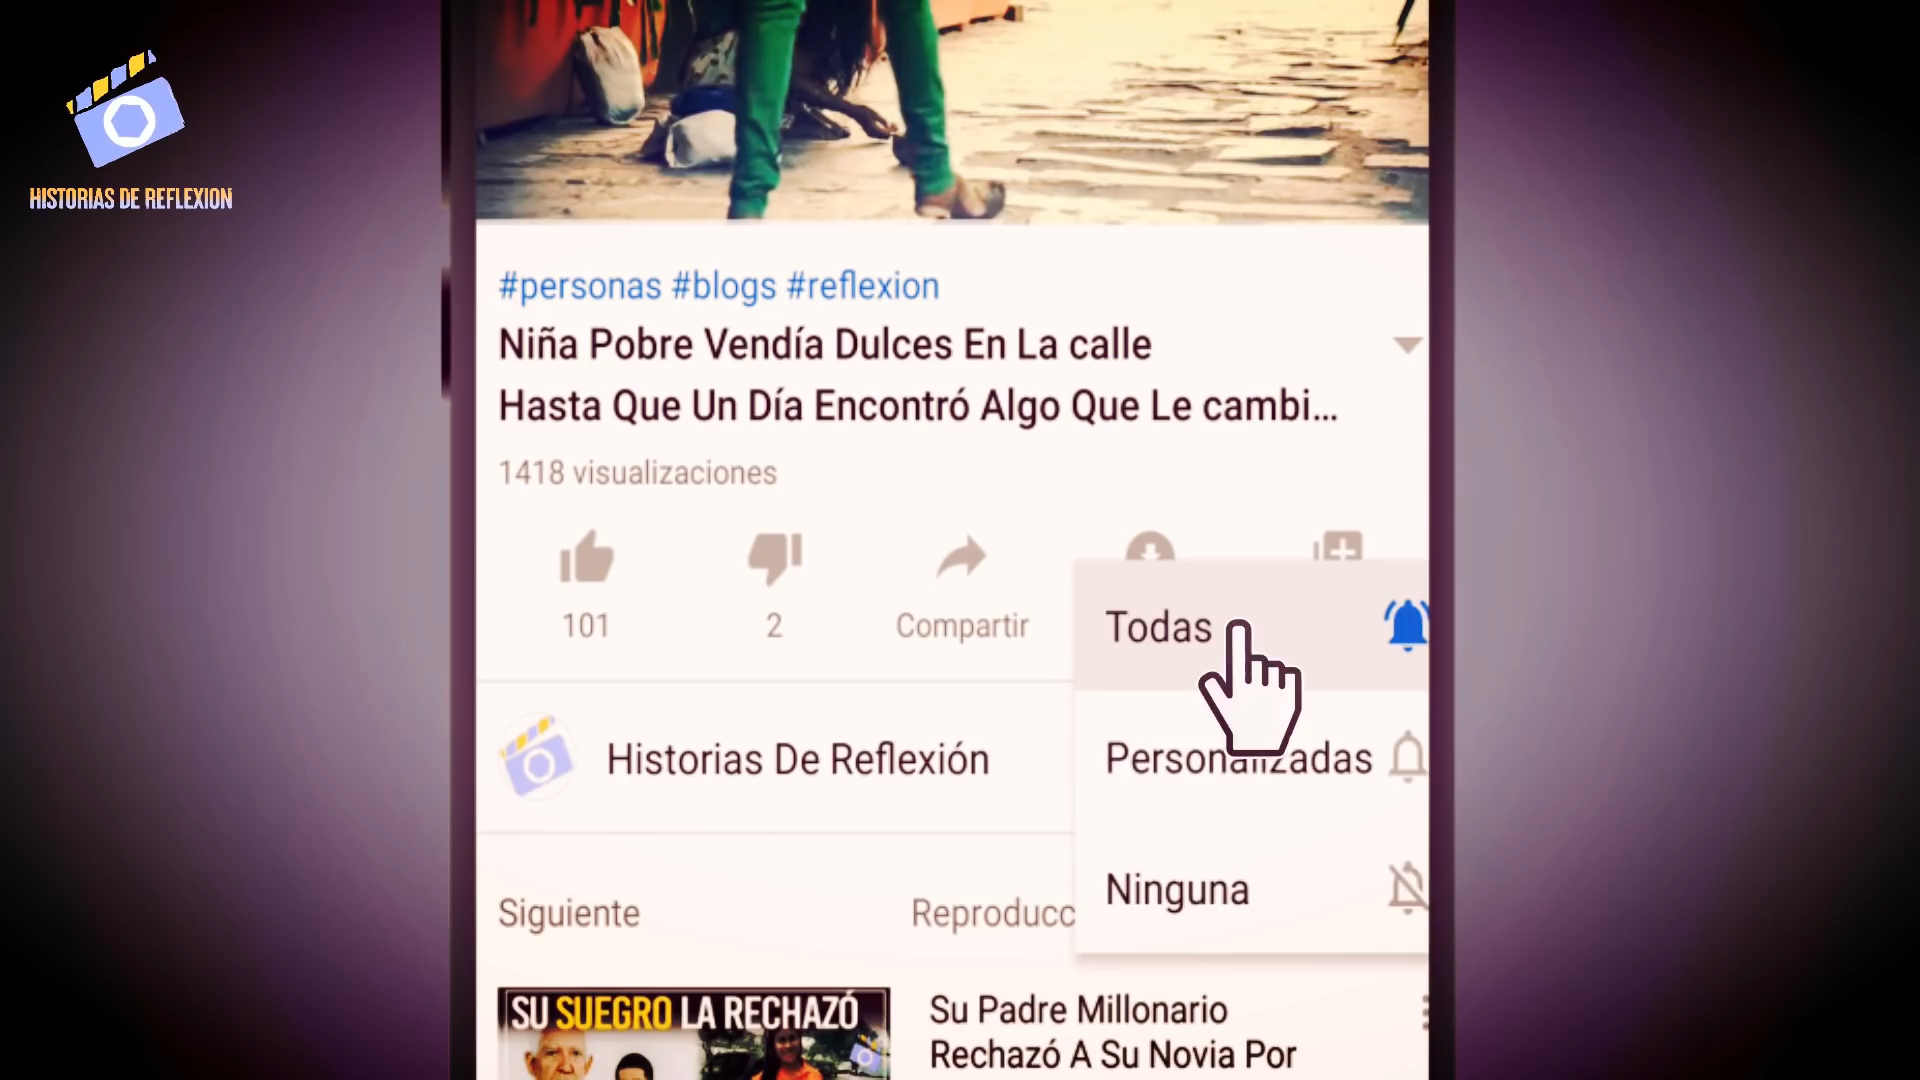 HISTORIAS DE REFLEXION
#personas #blogs #reflexion
Niña Pobre Vendía Dulces En La calle
Hasta Que Un Día Encontró Algo Que Le cambi...
1418 visualizaciones
101
2
Compartir
Todas
Historias De Reflexión
Personalizadas
Ninguna
Siguiente
Reproducc
SU SUEGRO LA RECHAZÓ
Su Padre Millonario
Rechazó A Su Novia Por